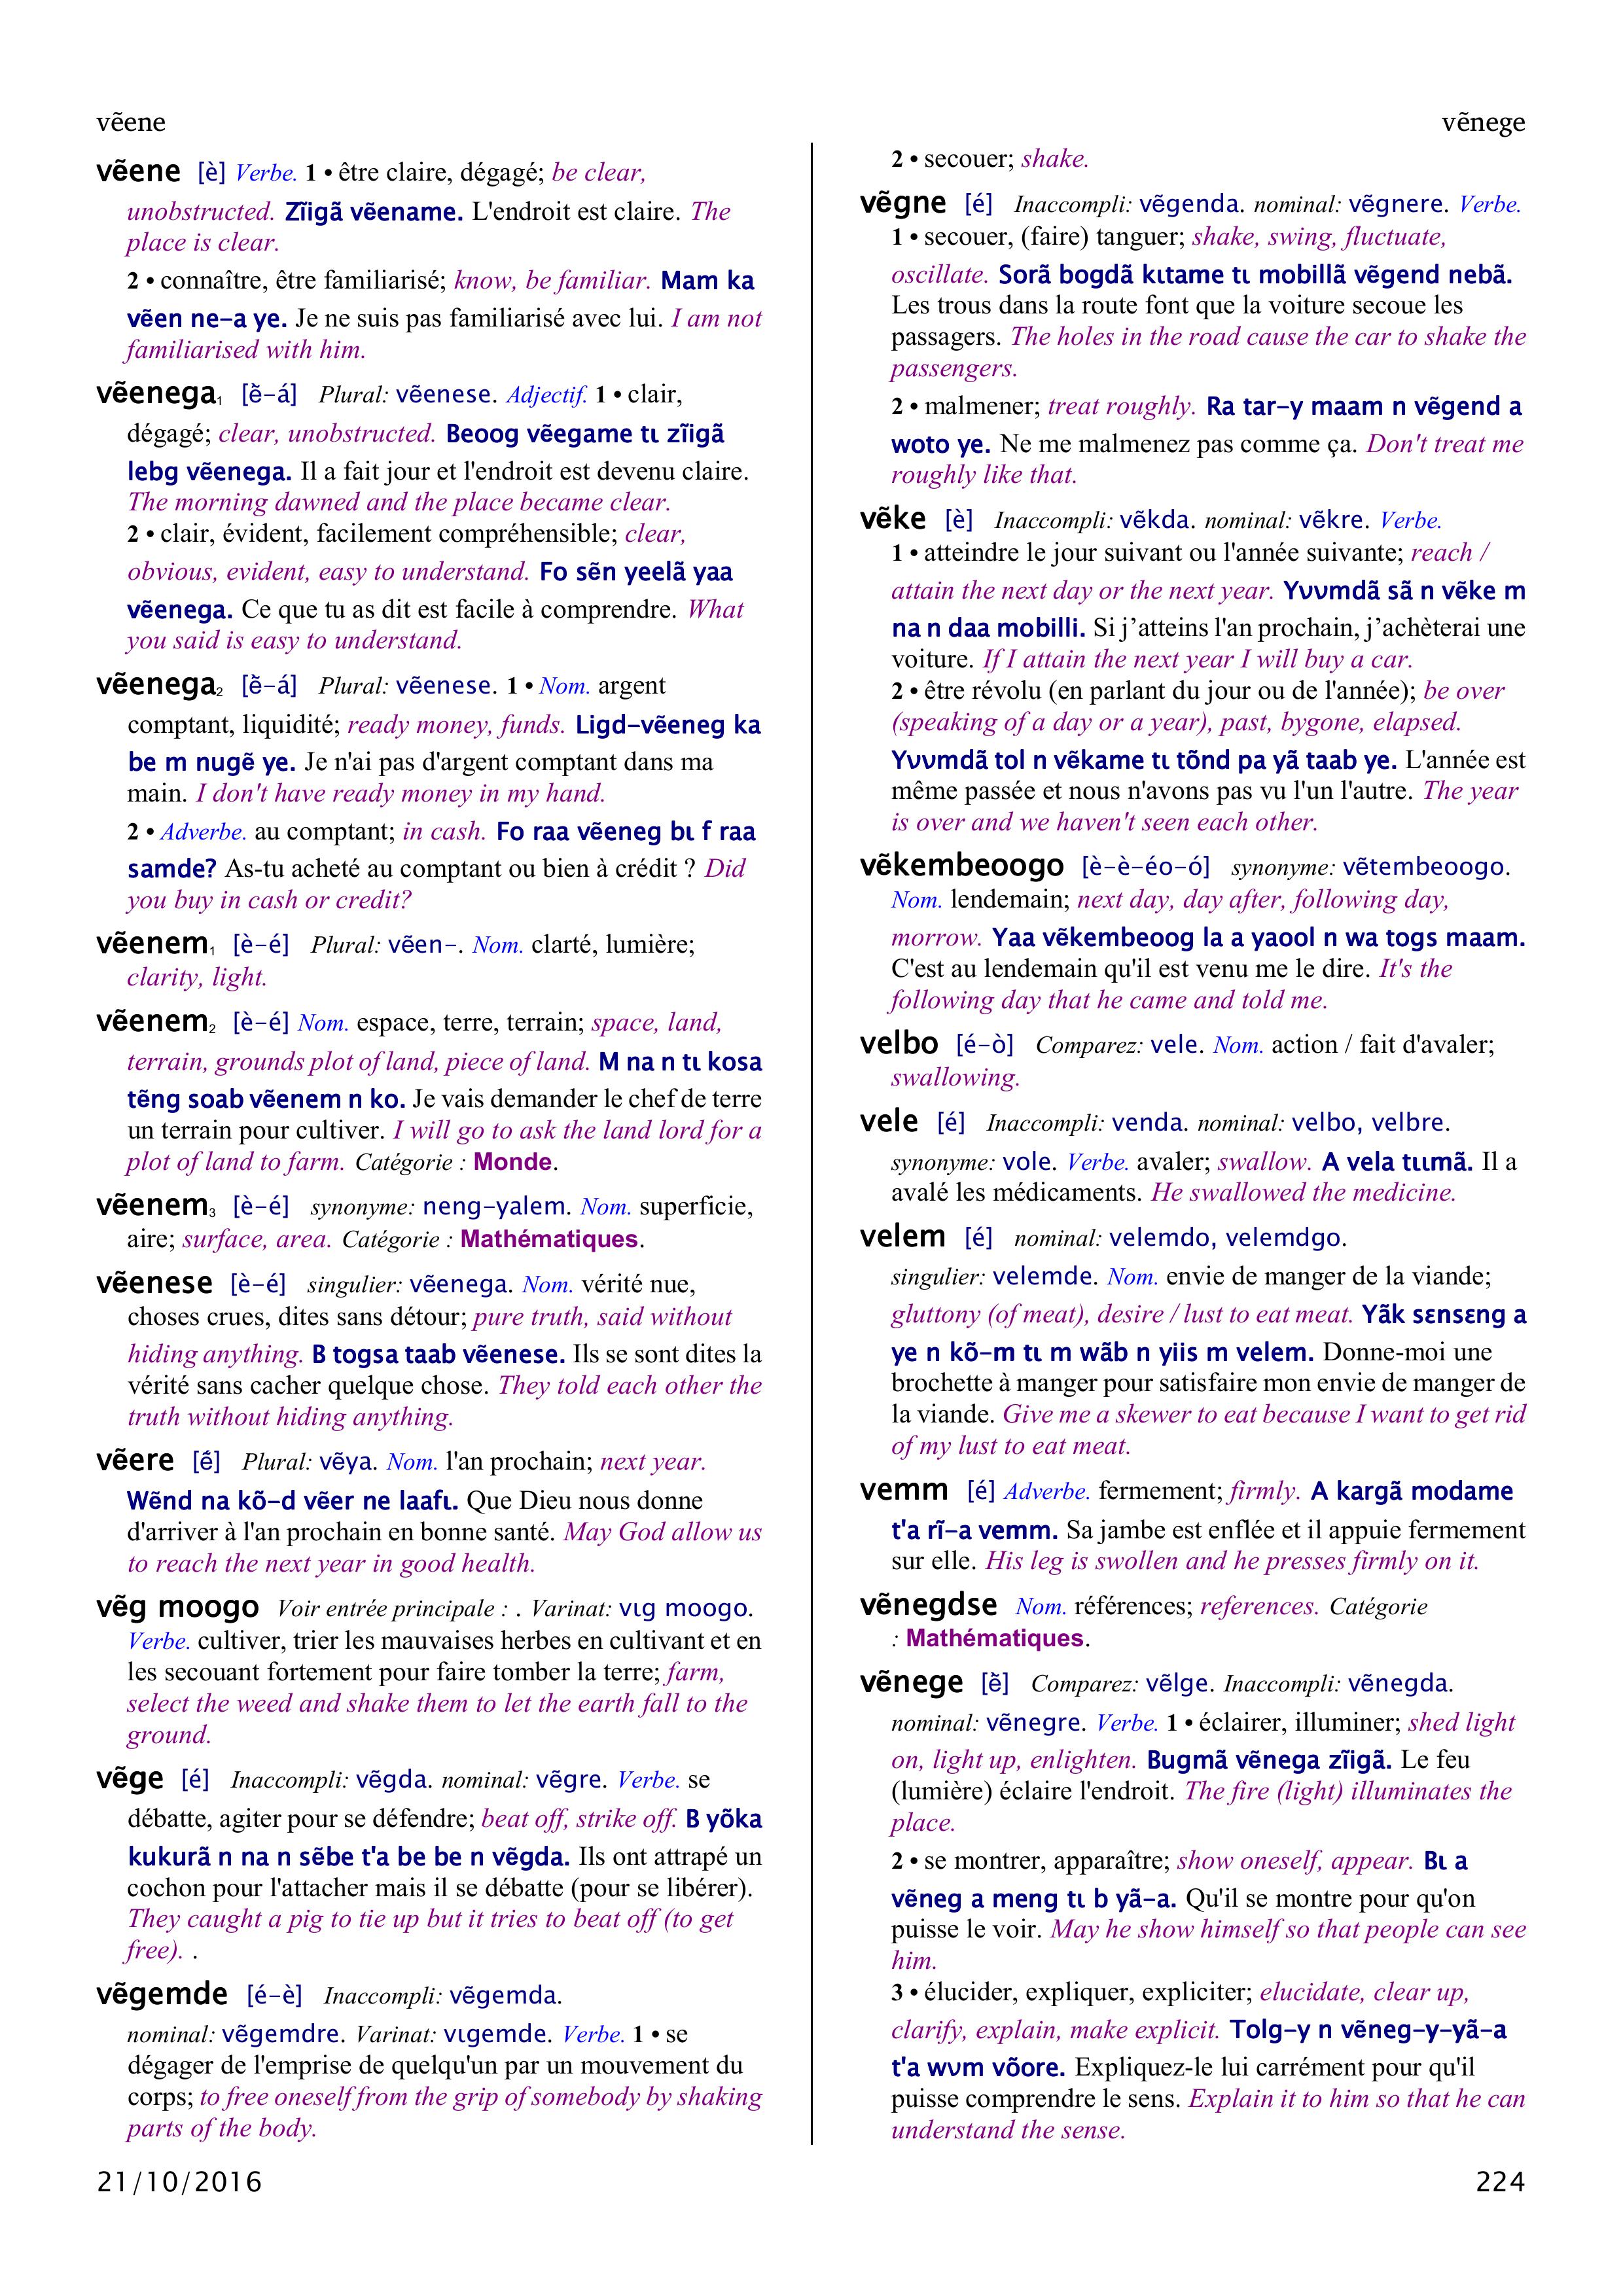 vẽene
vẽnege
vẽene [è] Verbe. 1 • être claire, dégagé; be clear,
unobstructed. Zĩigã vẽename. L'endroit est claire. The
place is clear.
2 • connaître, être familiarisé; know, be familiar. Mam ka
vẽen ne-a ye. Je ne suis pas familiarisé avec lui. I am not
familiarised with him.
vẽenega₁ [ẽ̀-á] Plural: vẽenese. Adjectif. 1 • clair,
dégagé; clear, unobstructed. Beoog vẽegame tɩ zĩigã
lebg vẽenega. Il a fait jour et l'endroit est devenu claire.
The morning dawned and the place became clear.
2 • clair, évident, facilement compréhensible; clear,
obvious, evident, easy to understand. Fo sẽn yeelã yaa
vẽenega. Ce que tu as dit est facile à comprendre. What
you said is easy to understand.
vẽenega₂ [ẽ̀-á] Plural: vẽenese. 1 • Nom. argent
comptant, liquidité; ready money, funds. Ligd-vẽeneg ka
be m nugẽ ye. Je n'ai pas d'argent comptant dans ma
main. I don't have ready money in my hand.
2 • Adverbe. au comptant; in cash. Fo raa vẽeneg bɩ f raa
samde? As-tu acheté au comptant ou bien à crédit ? Did
you buy in cash or credit?
vẽenem₁ [è-é] Plural: vẽen-. Nom. clarté, lumière;
clarity, light.
vẽenem₂ [è-é] Nom. espace, terre, terrain; space, land,
terrain, grounds plot of land, piece of land. M na n tɩ kosa
tẽng soab vẽenem n ko. Je vais demander le chef de terre
un terrain pour cultiver. I will go to ask the land lord for a
plot of land to farm. Catégorie : Monde.
vẽenem₃ [è-é] synonyme: neng-yalem. Nom. superficie,
aire; surface, area. Catégorie : Mathématiques.
vẽenese [è-é] singulier: vẽenega. Nom. vérité nue,
choses crues, dites sans détour; pure truth, said without
hiding anything. B togsa taab vẽenese. Ils se sont dites la
vérité sans cacher quelque chose. They told each other the
truth without hiding anything.
vẽere [ẽ́] Plural: vẽya. Nom. l'an prochain; next year.
Wẽnd na kõ-d vẽer ne laafɩ. Que Dieu nous donne
d'arriver à l'an prochain en bonne santé. May God allow us
to reach the next year in good health.
vẽg moogo Voir entrée principale : . Varinat: vɩg moogo.
Verbe. cultiver, trier les mauvaises herbes en cultivant et en
les secouant fortement pour faire tomber la terre; farm,
select the weed and shake them to let the earth fall to the
ground.
vẽge [é] Inaccompli: vẽgda. nominal: vẽgre. Verbe. se
débatte, agiter pour se défendre; beat off, strike off. B yõka
kukurã n na n sẽbe t'a be be n vẽgda. Ils ont attrapé un
cochon pour l'attacher mais il se débatte (pour se libérer).
They caught a pig to tie up but it tries to beat off (to get
free). .
vẽgemde [é-è] Inaccompli: vẽgemda.
nominal: vẽgemdre. Varinat: vɩgemde. Verbe. 1 • se
dégager de l'emprise de quelqu'un par un mouvement du
corps; to free oneself from the grip of somebody by shaking
parts of the body.
2 • secouer; shake.
vẽgne [é] Inaccompli: vẽgenda. nominal: vẽgnere. Verbe.
1 • secouer, (faire) tanguer; shake, swing, fluctuate,
oscillate. Sorã bogdã kɩtame tɩ mobillã vẽgend nebã.
Les trous dans la route font que la voiture secoue les
passagers. The holes in the road cause the car to shake the
passengers.
2 • malmener; treat roughly. Ra tar-y maam n vẽgend a
woto ye. Ne me malmenez pas comme ça. Don't treat me
roughly like that.
vẽke [è] Inaccompli: vẽkda. nominal: vẽkre. Verbe.
1 • atteindre le jour suivant ou l'année suivante; reach /
attain the next day or the next year. Yʋʋmdã sã n vẽke m
na n daa mobilli. Si j'atteins l'an prochain, j'achèterai une
voiture. If I attain the next year I will buy a car.
2 • être révolu (en parlant du jour ou de l'année); be over
(speaking of a day or a year), past, bygone, elapsed.
Yʋʋmdã tol n vẽkame tɩ tõnd pa yã taab ye. L'année est
même passée et nous n'avons pas vu l'un l'autre. The year
is over and we haven't seen each other.
vẽkembeoogo [è-è-éo-ó] synonyme: vẽtembeoogo.
Nom. lendemain; next day, day after, following day,
morrow. Yaa vẽkembeoog la a yaool n wa togs maam.
C'est au lendemain qu'il est venu me le dire. It's the
following day that he came and told me.
velbo [é-ò] Comparez: vele. Nom. action / fait d'avaler;
swallowing.
vele [é] Inaccompli: venda. nominal: velbo, velbre.
synonyme: vole. Verbe. avaler; swallow. A vela tɩɩmã. Il a
avalé les médicaments. He swallowed the medicine.
velem [é] nominal: velemdo, velemdgo.
singulier: velemde. Nom. envie de manger de la viande;
gluttony (of meat), desire / lust to eat meat. Yãk sɛnsɛng a
ye n kõ-m tɩ m wãb n yiis m velem. Donne-moi une
brochette à manger pour satisfaire mon envie de manger de
la viande. Give me a skewer to eat because I want to get rid
of my lust to eat meat.
vemm [é] Adverbe. fermement; firmly. A kargã modame
t'a rĩ-a vemm. Sa jambe est enflée et il appuie fermement
sur elle. His leg is swollen and he presses firmly on it.
vẽnegdse Nom. références; references. Catégorie
: Mathématiques.
vẽnege [ẽ̀] Comparez: vẽlge. Inaccompli: vẽnegda.
nominal: vẽnegre. Verbe. 1 • éclairer, illuminer; shed light
on, light up, enlighten. Bugmã vẽnega zĩigã. Le feu
(lumière) éclaire l'endroit. The fire (light) illuminates the
place.
2 • se montrer, apparaître; show oneself, appear. Bɩ a
vẽneg a meng tɩ b yã-a. Qu'il se montre pour qu'on
puisse le voir. May he show himself so that people can see
him.
3 • élucider, expliquer, expliciter; elucidate, clear up,
clarify, explain, make explicit. Tolg-y n vẽneg-y-yã-a
t'a wʋm võore. Expliquez-le lui carrément pour qu'il
puisse comprendre le sens. Explain it to him so that he can
understand the sense.
21/10/2016
224